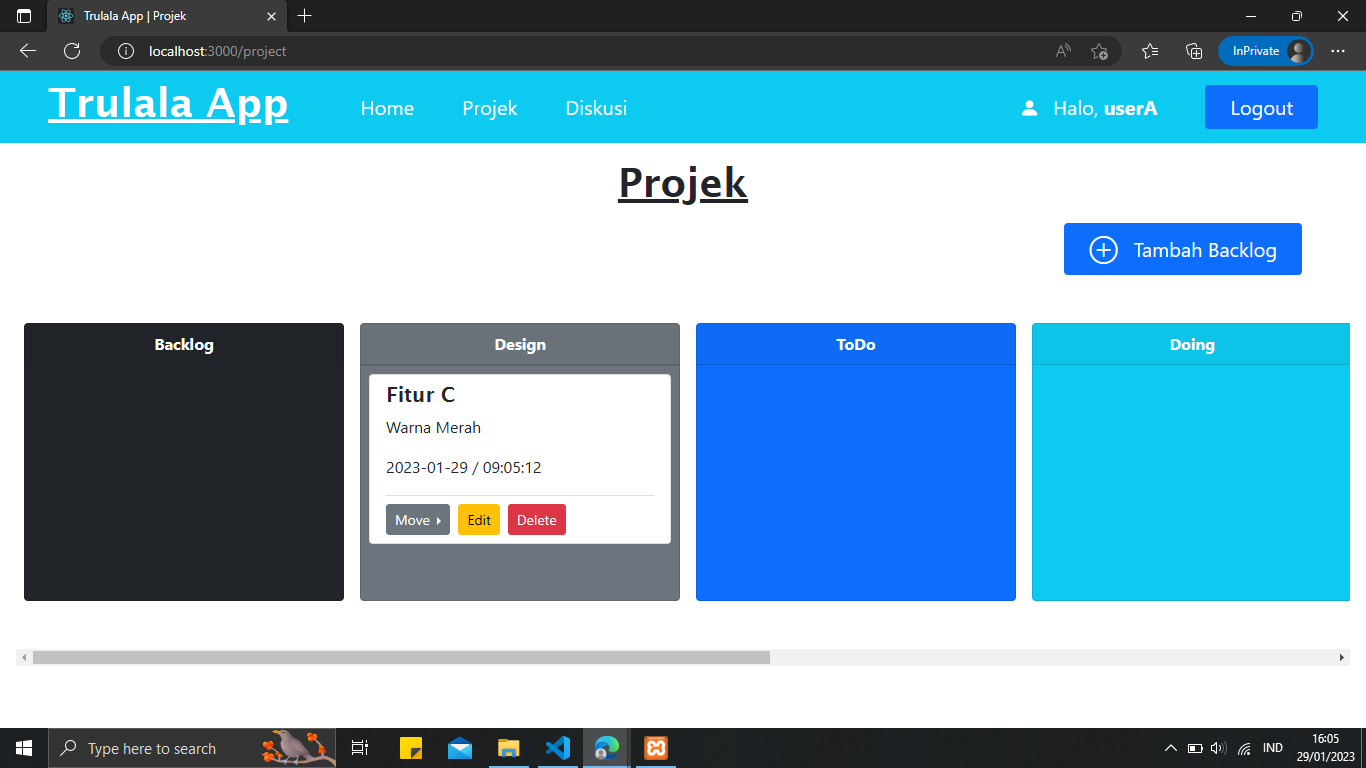 Trulala App | Projek
localhost:3000/project
InPrivate
Trulala App
Home
Projek
Diskusi
Halo, userA
Logout
Projek
Tambah Backlog
Backlog
Design
ToDo
Doing
Fitur C
Warna Merah
2023-01-29 / 09:05:12
Move
Edit
Delete
Type here to search
IND
16:05
29/01/2023